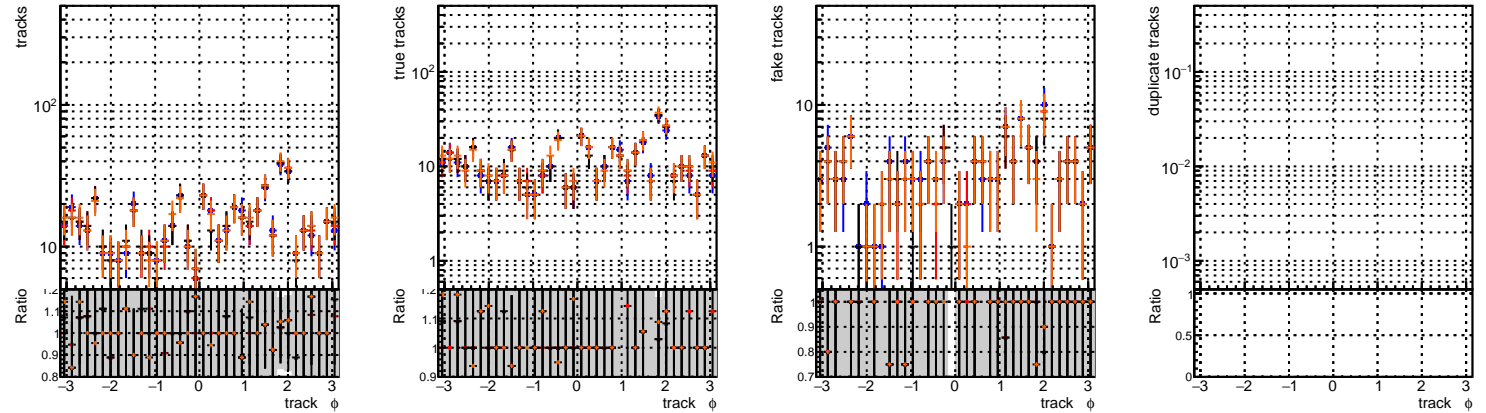 tracks
10²
10
Ratio
1.2
1.1
1
0.9
0.8
−3 −2 −1 0 1 2 3
track ϕ
true tracks
10²
10
1
Ratio
1.2
1.1
1
0.9
−3 −2 −1 0 1 2 3
track ϕ
fake tracks
10
1
Ratio
1
0.9
0.8
0.7
−3 −2 −1 0 1 2 3
track ϕ
duplicate tracks
10⁻¹
10⁻²
10⁻³
Ratio
1
0.5
0
−3 −2 −1 0 1 2 3
track ϕ